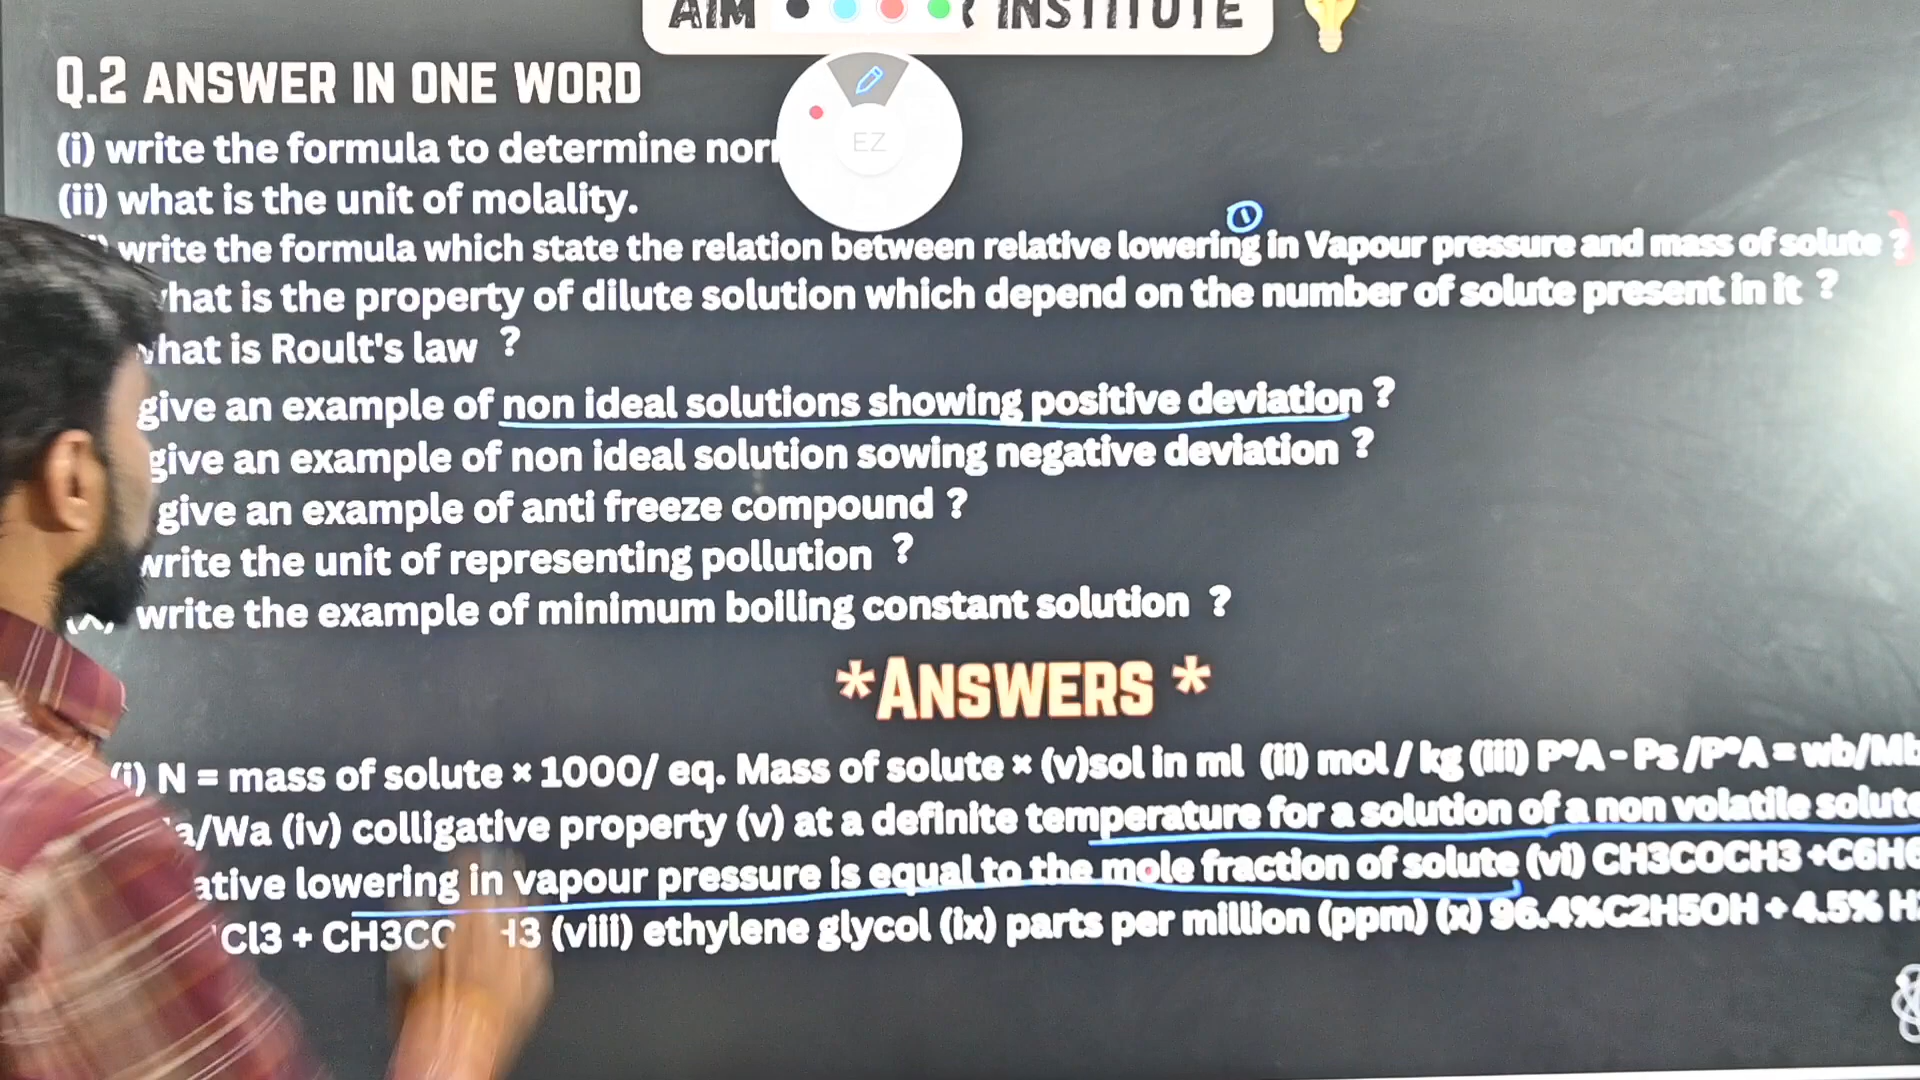 AIM INSTITUTE
Q.2 ANSWER IN ONE WORD
EZ
(i) write the formula to determine
(ii) what is the unit of molality.
1
write the formula which state the relation between relative lowering in Vapour pressure and mass of solute ?
hat is the property of dilute solution which depend on the number of solute present in it ?
what is Roult's law ?
give an example of non ideal solutions showing positive deviation ?
give an example of non ideal solution sowing negative deviation ?
give an example of anti freeze compound ?
write the unit of representing pollution ?
(x) write the example of minimum boiling constant solution ?
*ANSWERS *
(i) N = mass of solute × 1000/ eq. Mass of solute × (v)sol in ml (ii) mol / kg (iii) P°A - Ps /P°A = wb/Mb
a/Wa (iv) colligative property (v) at a definite temperature for a solution of a non volatile solute
ative lowering in vapour pressure is equal to the mole fraction of solute (vi) CH3COCH3 +C6H6
Cl3 + CH3CO H3 (viii) ethylene glycol (ix) parts per million (ppm) (x) 96.4%C2H5OH + 4.5% H